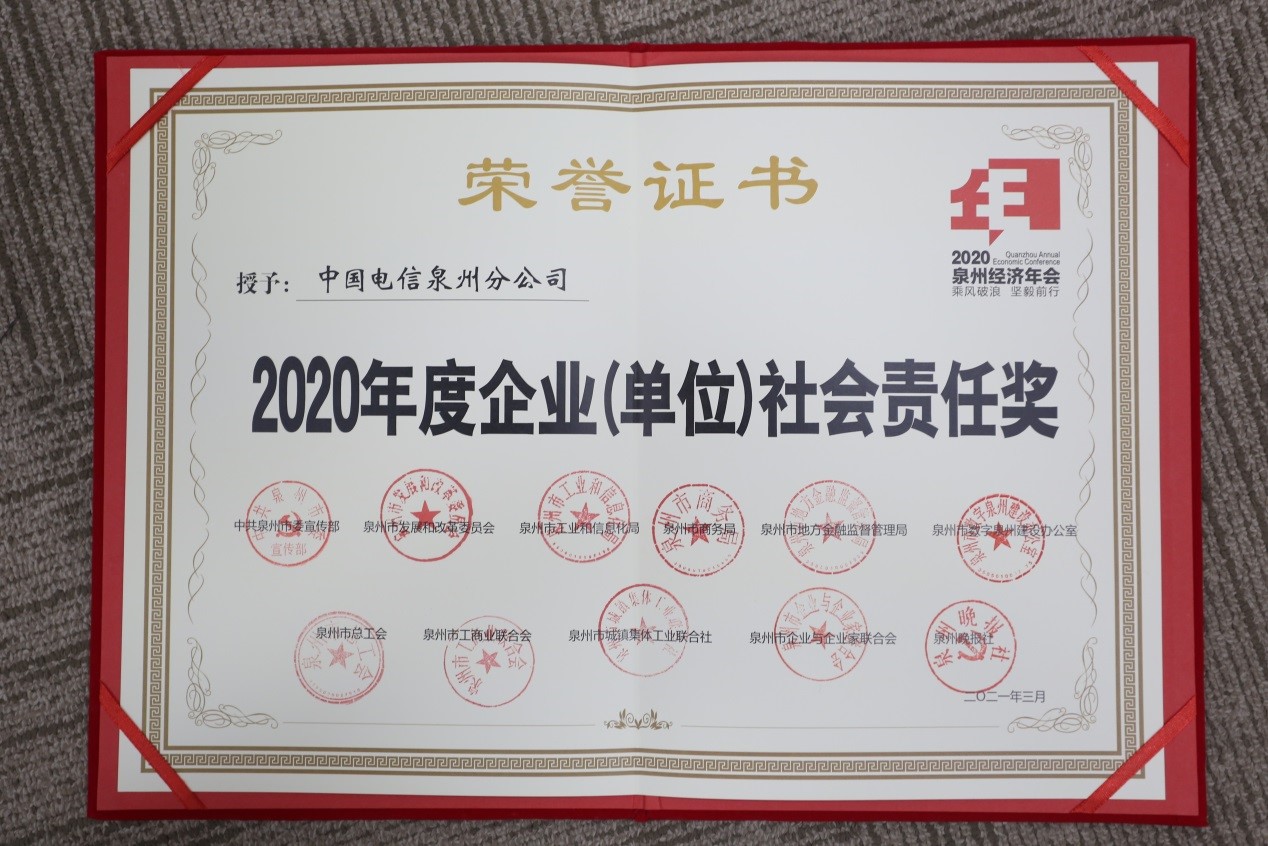 荣誉证书
年
2020 Quanzhou Annual
Economic Conference
泉州经济年会
乘风破浪 坚毅前行
授予: 中国电信泉州分公司
2020年度企业(单位)社会责任奖
中共泉州市委宣传部 泉州市发展和改革委员会 泉州市工业和信息化局 泉州市商务局 泉州市地方金融监督管理局 泉州市数字泉州建设办公室
泉州市总工会 泉州市工商业联合会 泉州市城镇集体工业联合社 泉州市企业与企业家联合会 泉州晚报社
二〇二一年三月